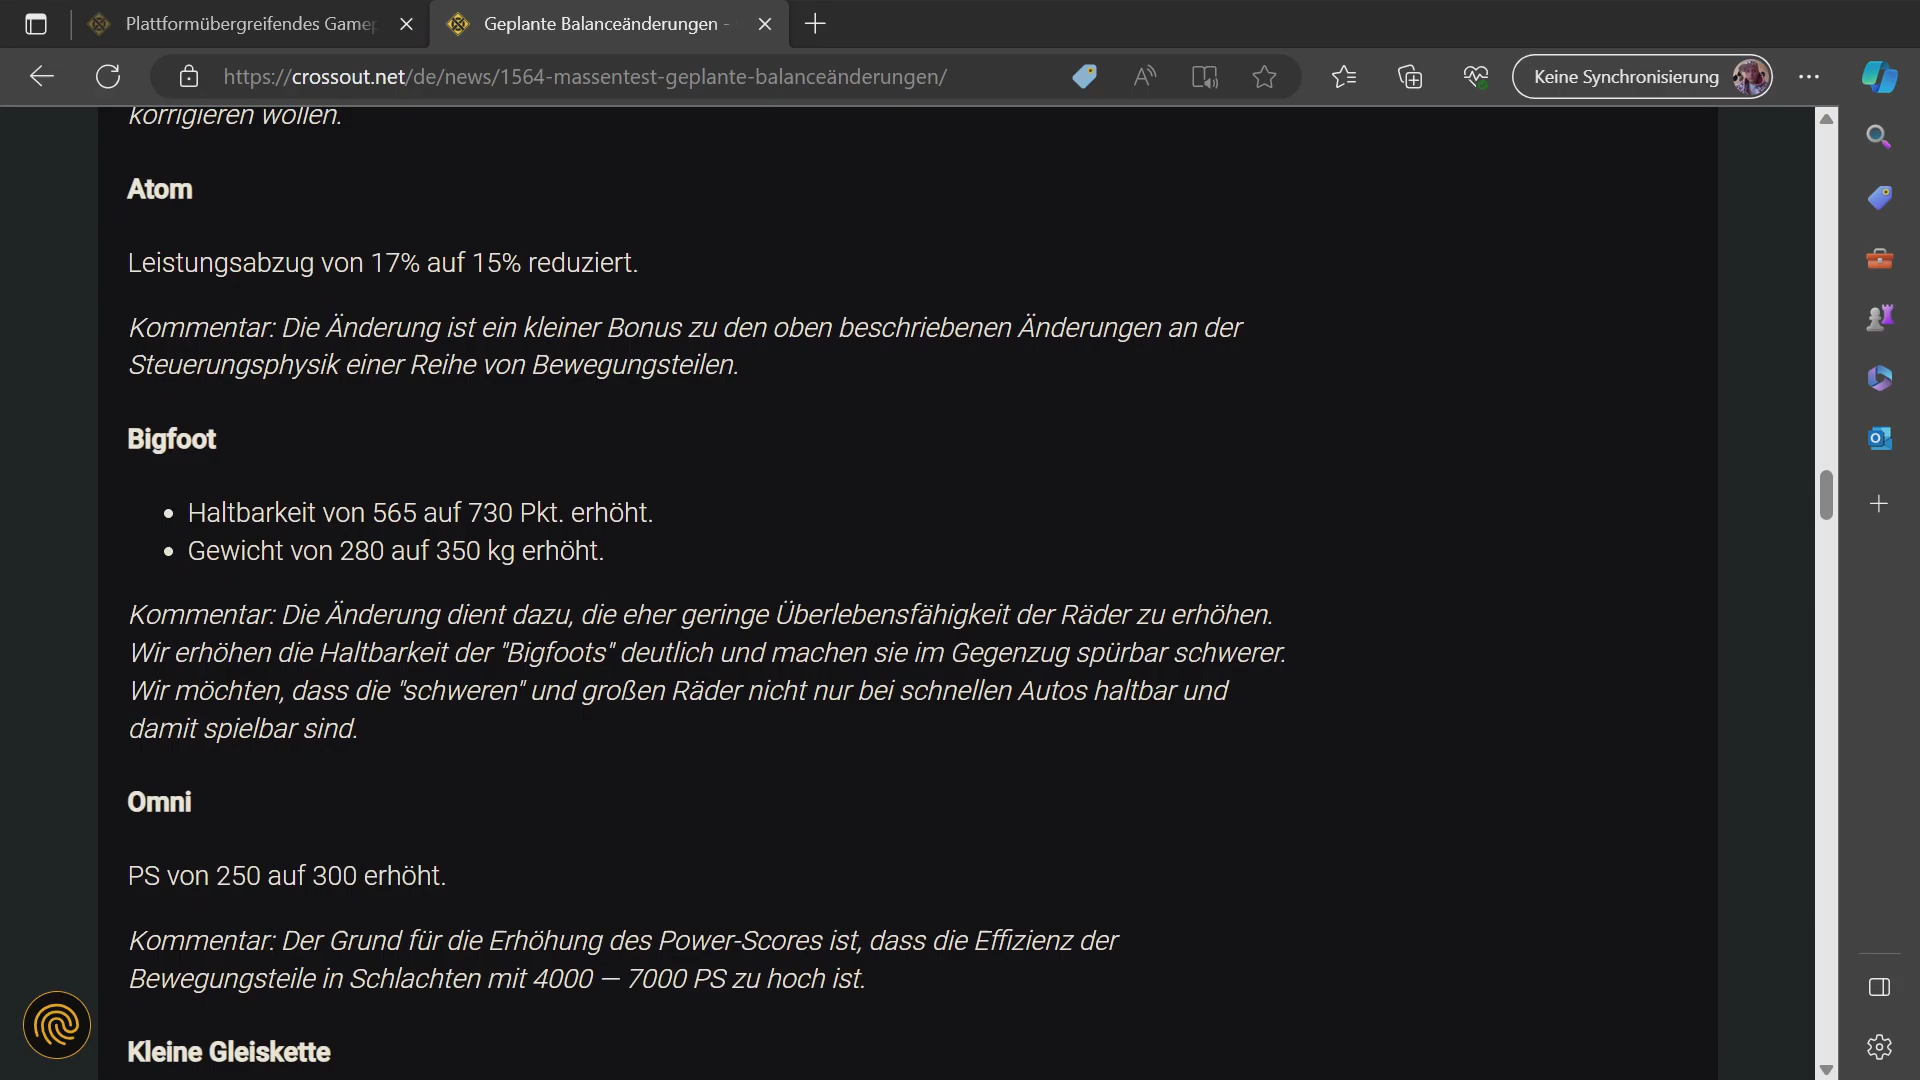 Plattformübergreifendes Game
Geplante Balanceänderungen -
https://crossout.net/de/news/1564-massentest-geplante-balanceänderungen/
Keine Synchronisierung
korrigieren wollen.
Atom
Leistungsabzug von 17% auf 15% reduziert.
Kommentar: Die Änderung ist ein kleiner Bonus zu den oben beschriebenen Änderungen an der
Steuerungsphysik einer Reihe von Bewegungsteilen.
Bigfoot
• Haltbarkeit von 565 auf 730 Pkt. erhöht.
• Gewicht von 280 auf 350 kg erhöht.
Kommentar: Die Änderung dient dazu, die eher geringe Überlebensfähigkeit der Räder zu erhöhen.
Wir erhöhen die Haltbarkeit der "Bigfoots" deutlich und machen sie im Gegenzug spürbar schwerer.
Wir möchten, dass die "schweren" und großen Räder nicht nur bei schnellen Autos haltbar und
damit spielbar sind.
Omni
PS von 250 auf 300 erhöht.
Kommentar: Der Grund für die Erhöhung des Power-Scores ist, dass die Effizienz der
Bewegungsteile in Schlachten mit 4000 — 7000 PS zu hoch ist.
Kleine Gleiskette